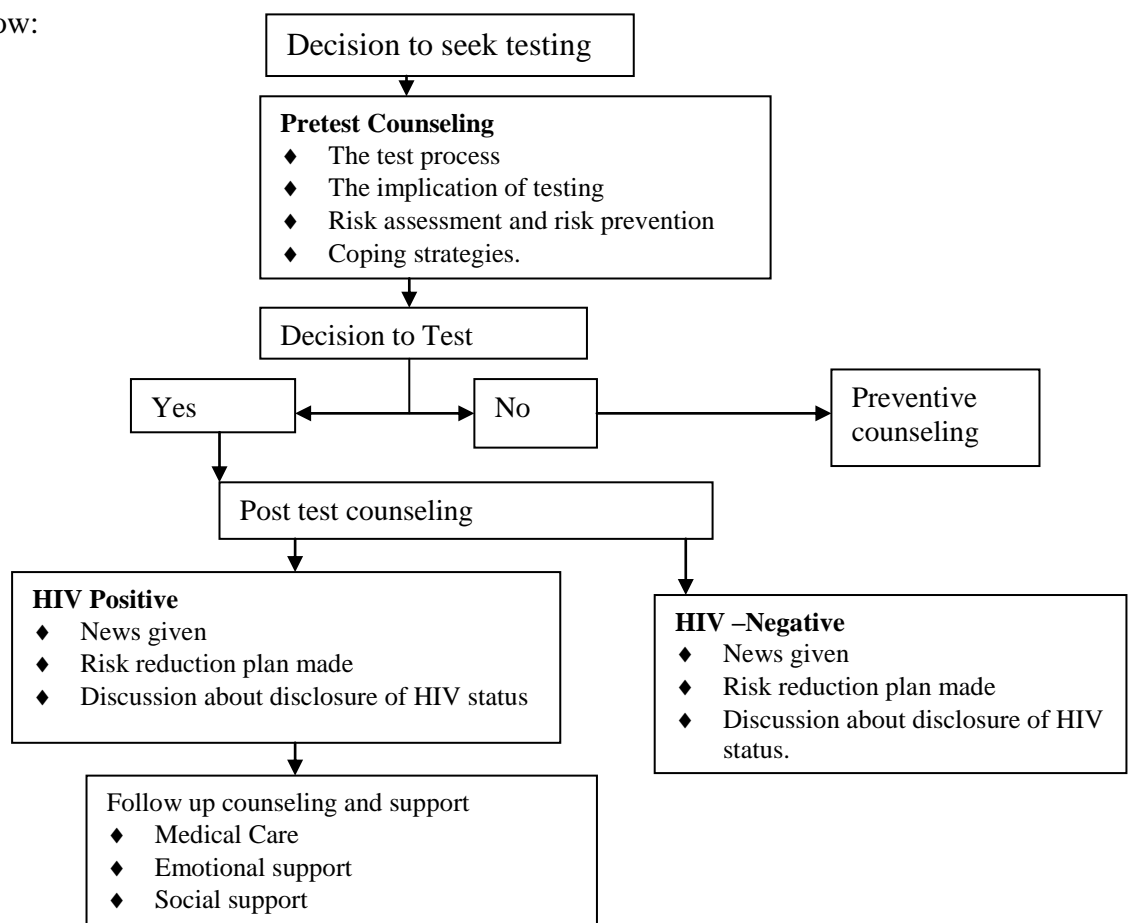 ow:
Decision to seek testing
Pretest Counseling
♦ The test process
♦ The implication of testing
♦ Risk assessment and risk prevention
♦ Coping strategies.
Decision to Test
Yes
No
Preventive
counseling
Post test counseling
HIV Positive
♦ News given
♦ Risk reduction plan made
♦ Discussion about disclosure of HIV status
HIV –Negative
♦ News given
♦ Risk reduction plan made
♦ Discussion about disclosure of HIV
status.
Follow up counseling and support
♦ Medical Care
♦ Emotional support
♦ Social support